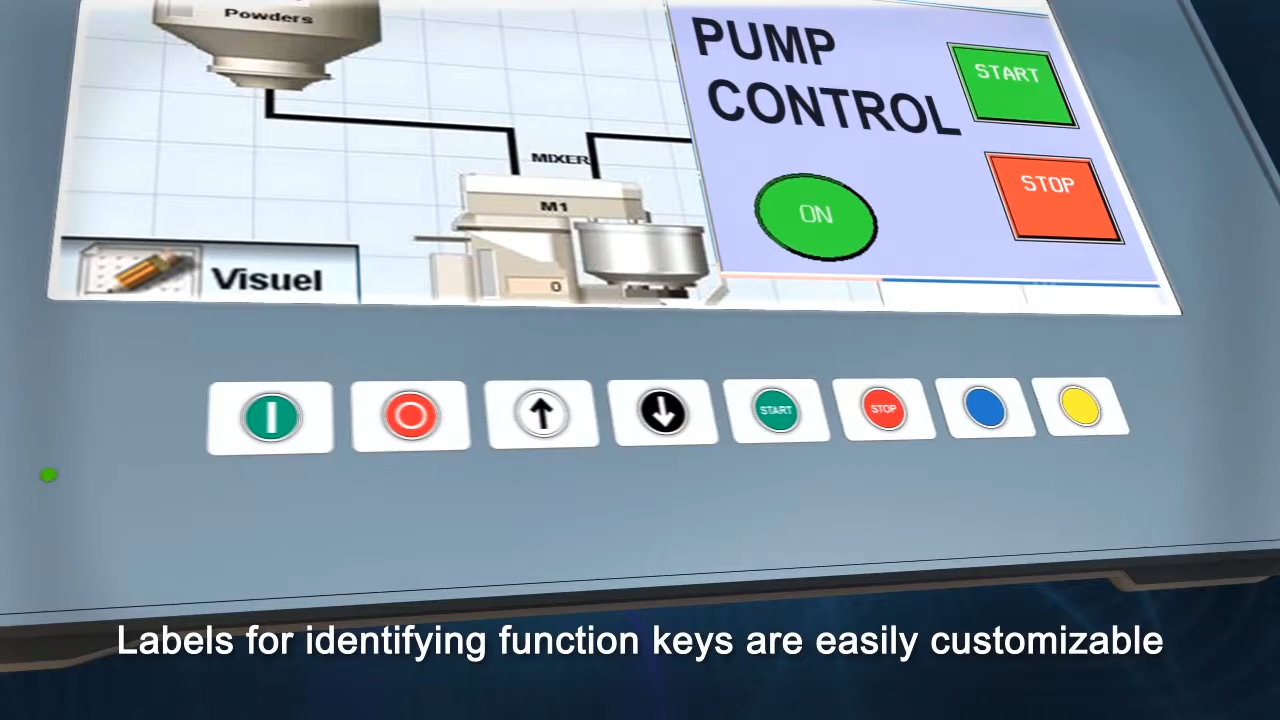 Powders
PUMP
CONTROL
START
MIXER
M1
STOP
ON
Visuel
0
START
STOP
Labels for identifying function keys are easily customizable